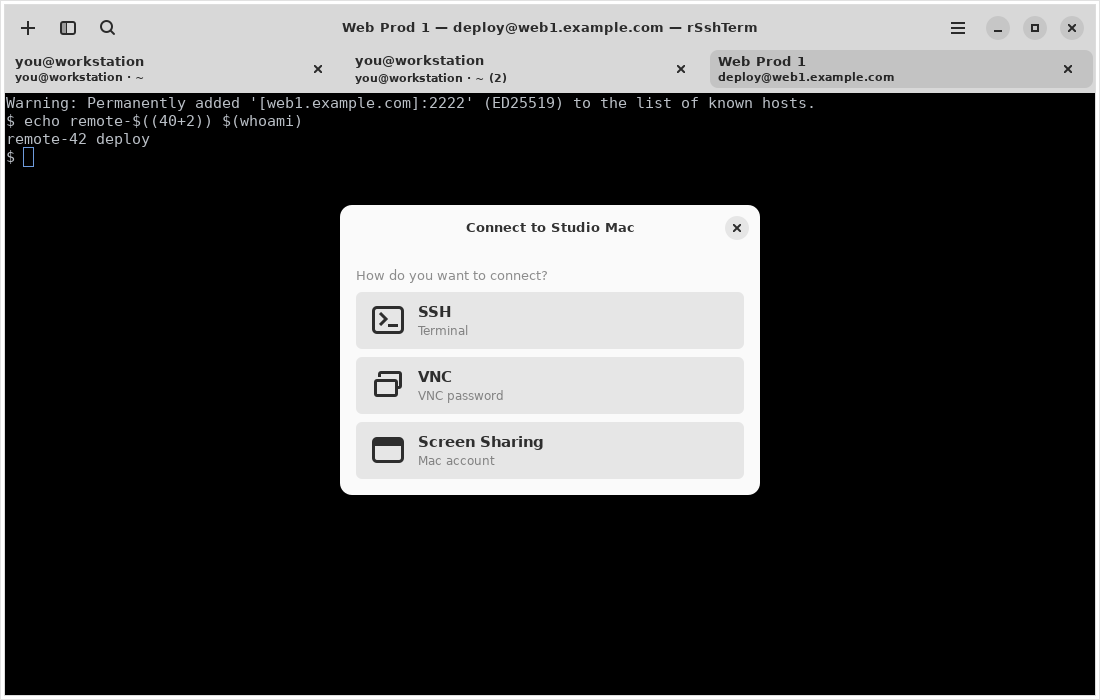 Web Prod 1 — deploy@web1.example.com — rSshTerm
you@workstation
you@workstation · ~
you@workstation
you@workstation · ~ (2)
Web Prod 1
deploy@web1.example.com
Warning: Permanently added '[web1.example.com]:2222' (ED25519) to the list of known hosts.
$ echo remote-$((40+2)) $(whoami)
remote-42 deploy
$
Connect to Studio Mac
How do you want to connect?
SSH
Terminal
VNC
VNC password
Screen Sharing
Mac account